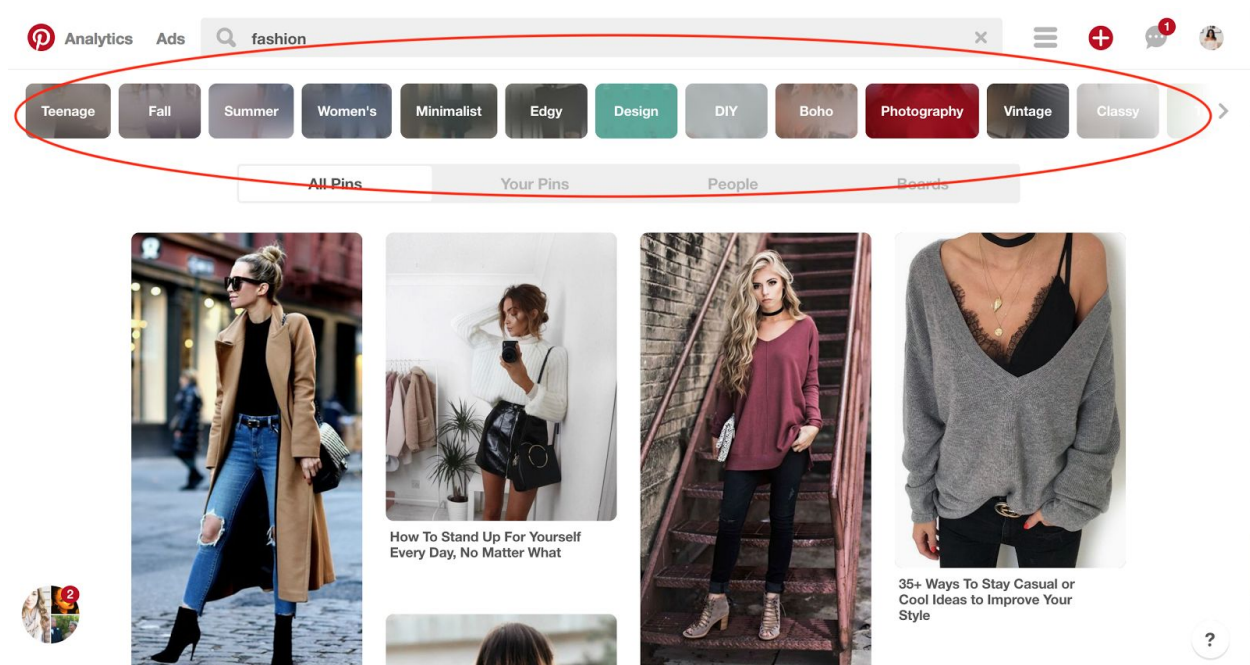 Analytics Ads fashion 1
Teenage Fall Summer Women's Minimalist Edgy Design DIY Boho Photography Vintage Classy
All Pins Your Pins People Boards
How To Stand Up For Yourself
Every Day, No Matter What
35+ Ways To Stay Casual or
Cool Ideas to Improve Your
Style
2
?